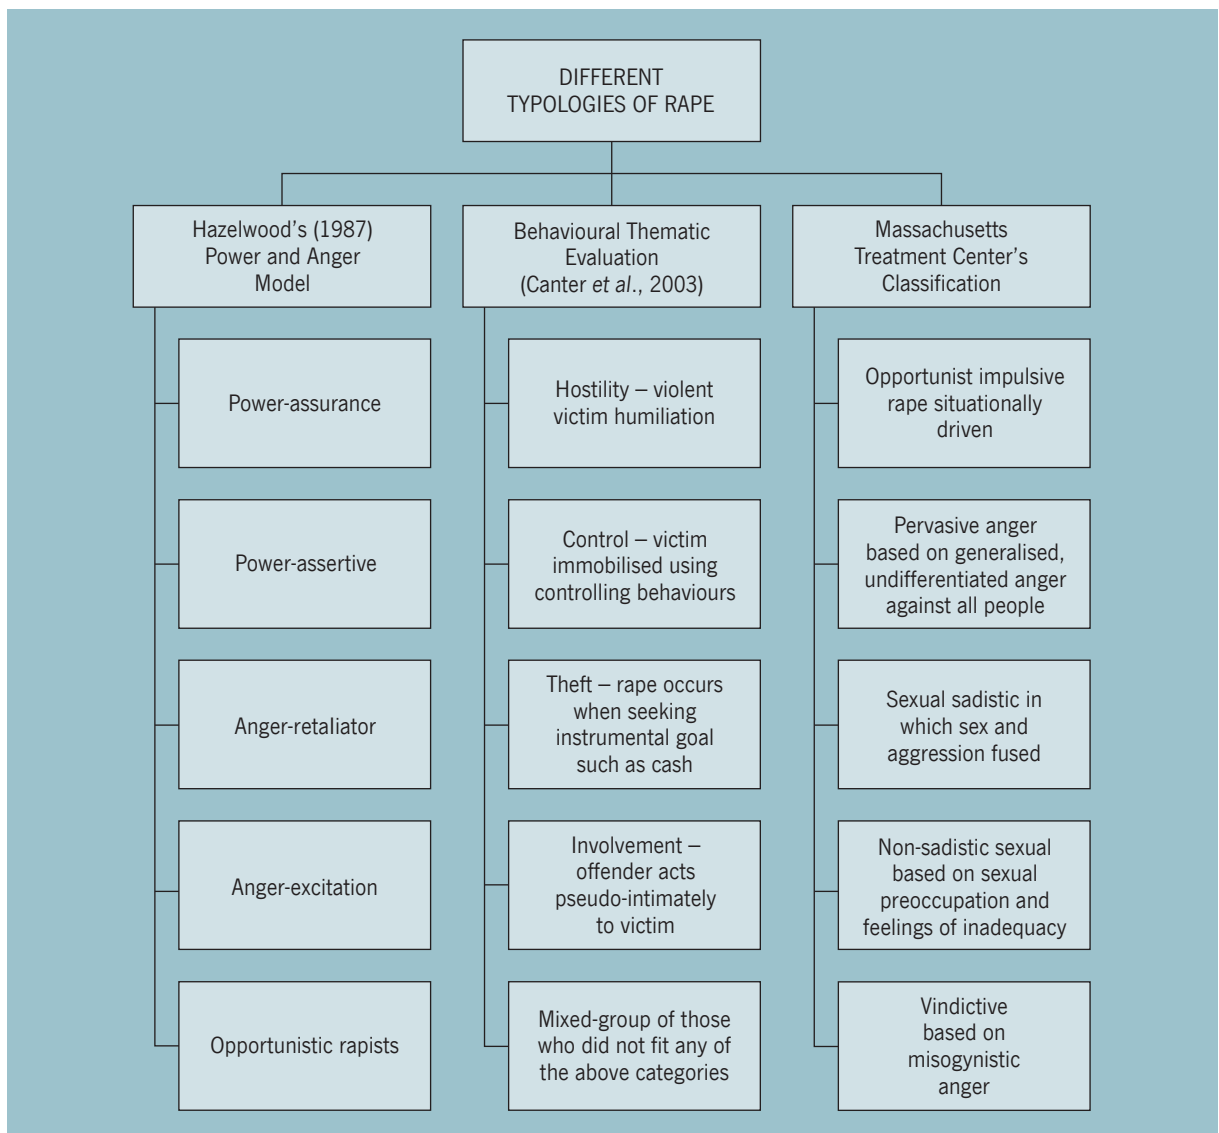 DIFFERENT
TYPOLOGIES OF RAPE
Hazelwood’s (1987)
Power and Anger
Model
Power-assurance
Power-assertive
Anger-retaliator
Anger-excitation
Opportunistic rapists
Behavioural Thematic
Evaluation
(Canter et al., 2003)
Hostility – violent
victim humiliation
Control – victim
immobilised using
controlling behaviours
Theft – rape occurs
when seeking
instrumental goal
such as cash
Involvement –
offender acts
pseudo-intimately
to victim
Mixed-group of those
who did not fit any of
the above categories
Massachusetts
Treatment Center’s
Classification
Opportunist impulsive
rape situationally
driven
Pervasive anger
based on generalised,
undifferentiated anger
against all people
Sexual sadistic in
which sex and
aggression fused
Non-sadistic sexual
based on sexual
preoccupation and
feelings of inadequacy
Vindictive
based on
misogynistic
anger